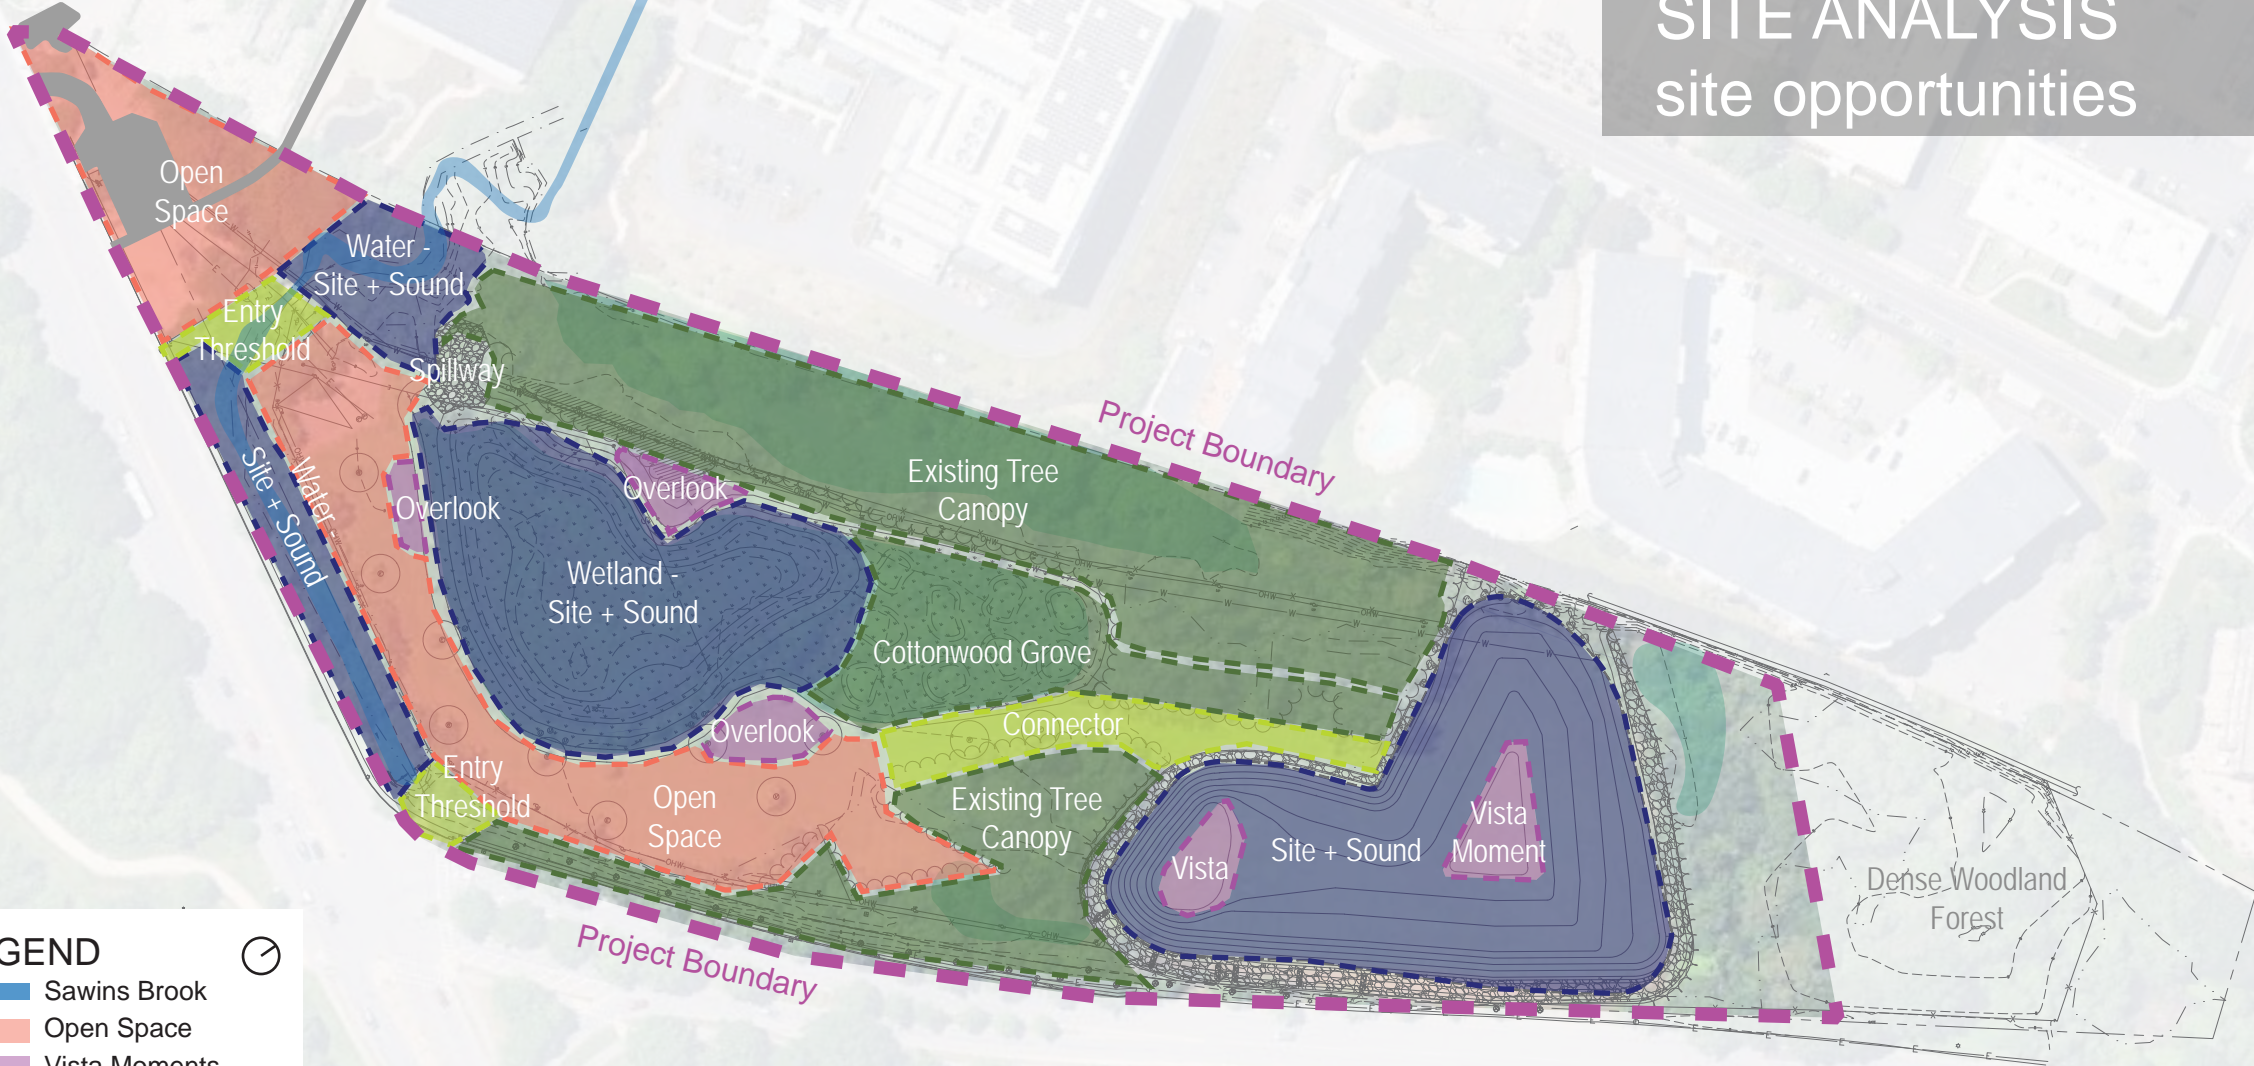 SITE ANALYSIS
site opportunities
Open
Space
Water -
Site + Sound
Entry
Threshold
Spillway
Project Boundary
Existing Tree
Canopy
Overlook
Overlook
Water -
Site + Sound
Wetland -
Site + Sound
Cottonwood Grove
Overlook
Connector
Entry
Threshold
Open
Space
Existing Tree
Canopy
Vista
Moment
Site + Sound
Vista
Dense Woodland
Forest
Project Boundary
GEND
Sawins Brook
Open Space
Vista Moments